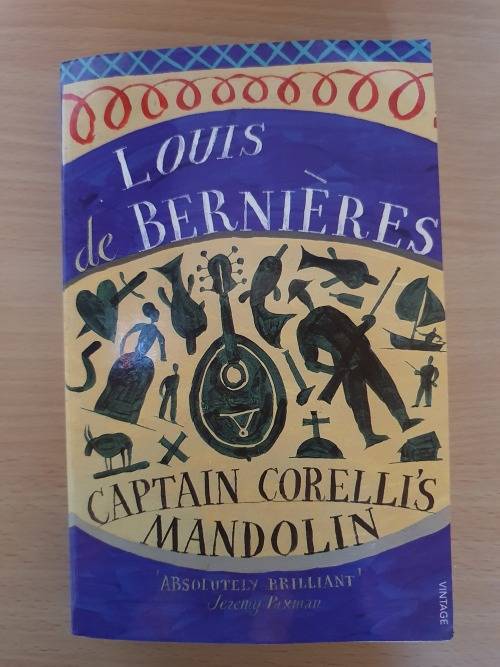 LOUIS
de BERNIÈRES
CAPTAIN CORELLI'S
MANDOLIN
'ABSOLUTELY BRILLIANT'
Jeremy Paxman
VINTAGE